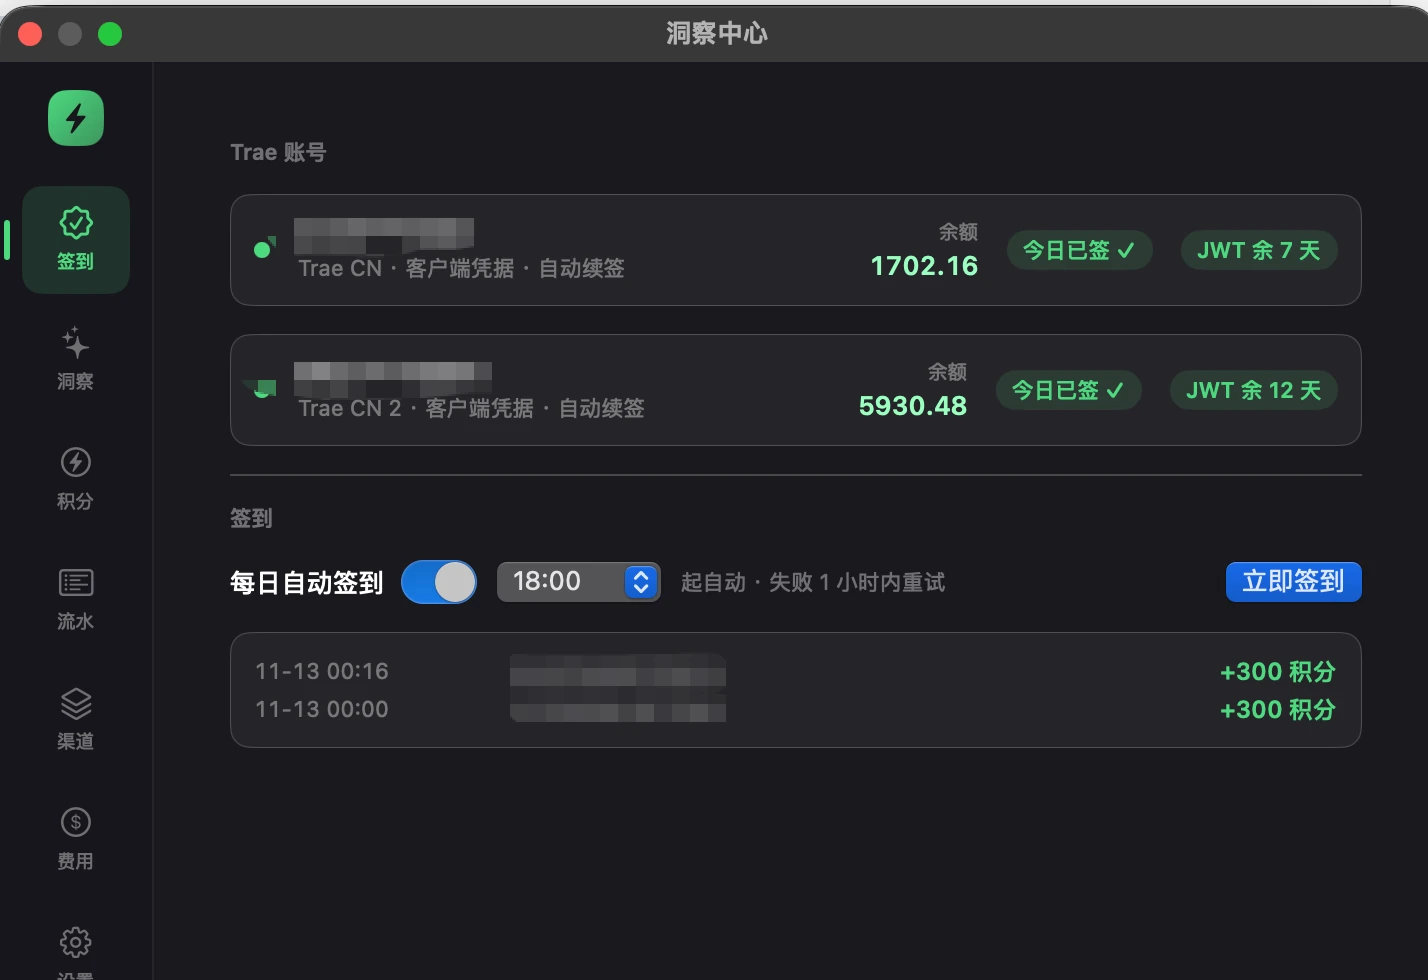 洞察中心
签到
洞察
积分
流水
渠道
费用
设置
Trae 账号
余额
1702.16
今日已签 ✓
JWT 余 7 天
Trae CN · 客户端凭据 · 自动续签
余额
5930.48
今日已签 ✓
JWT 余 12 天
Trae CN 2 · 客户端凭据 · 自动续签
签到
每日自动签到 18:00 起自动 · 失败 1 小时内重试 立即签到
11-13 00:16 +300 积分
11-13 00:00 +300 积分